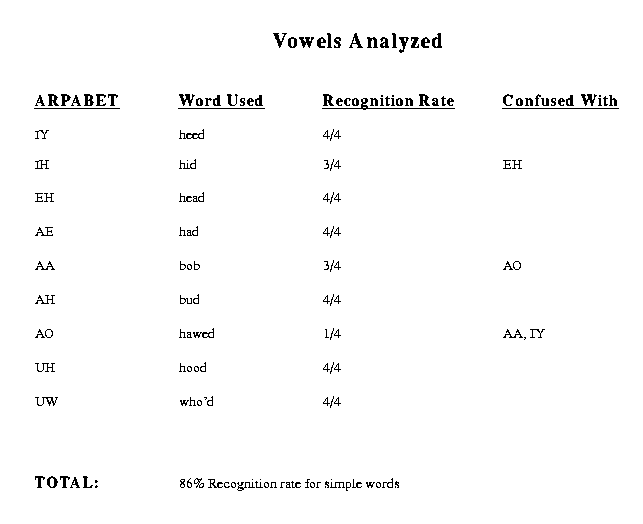 Vowels Analyzed
ARPABET Word Used Recognition Rate Confused With
IY heed 4/4
IH hid 3/4 EH
EH head 4/4
AE had 4/4
AA bob 3/4 AO
AH bud 4/4
AO hawed 1/4 AA, IY
UH hood 4/4
UW who'd 4/4
TOTAL: 86% Recognition rate for simple words